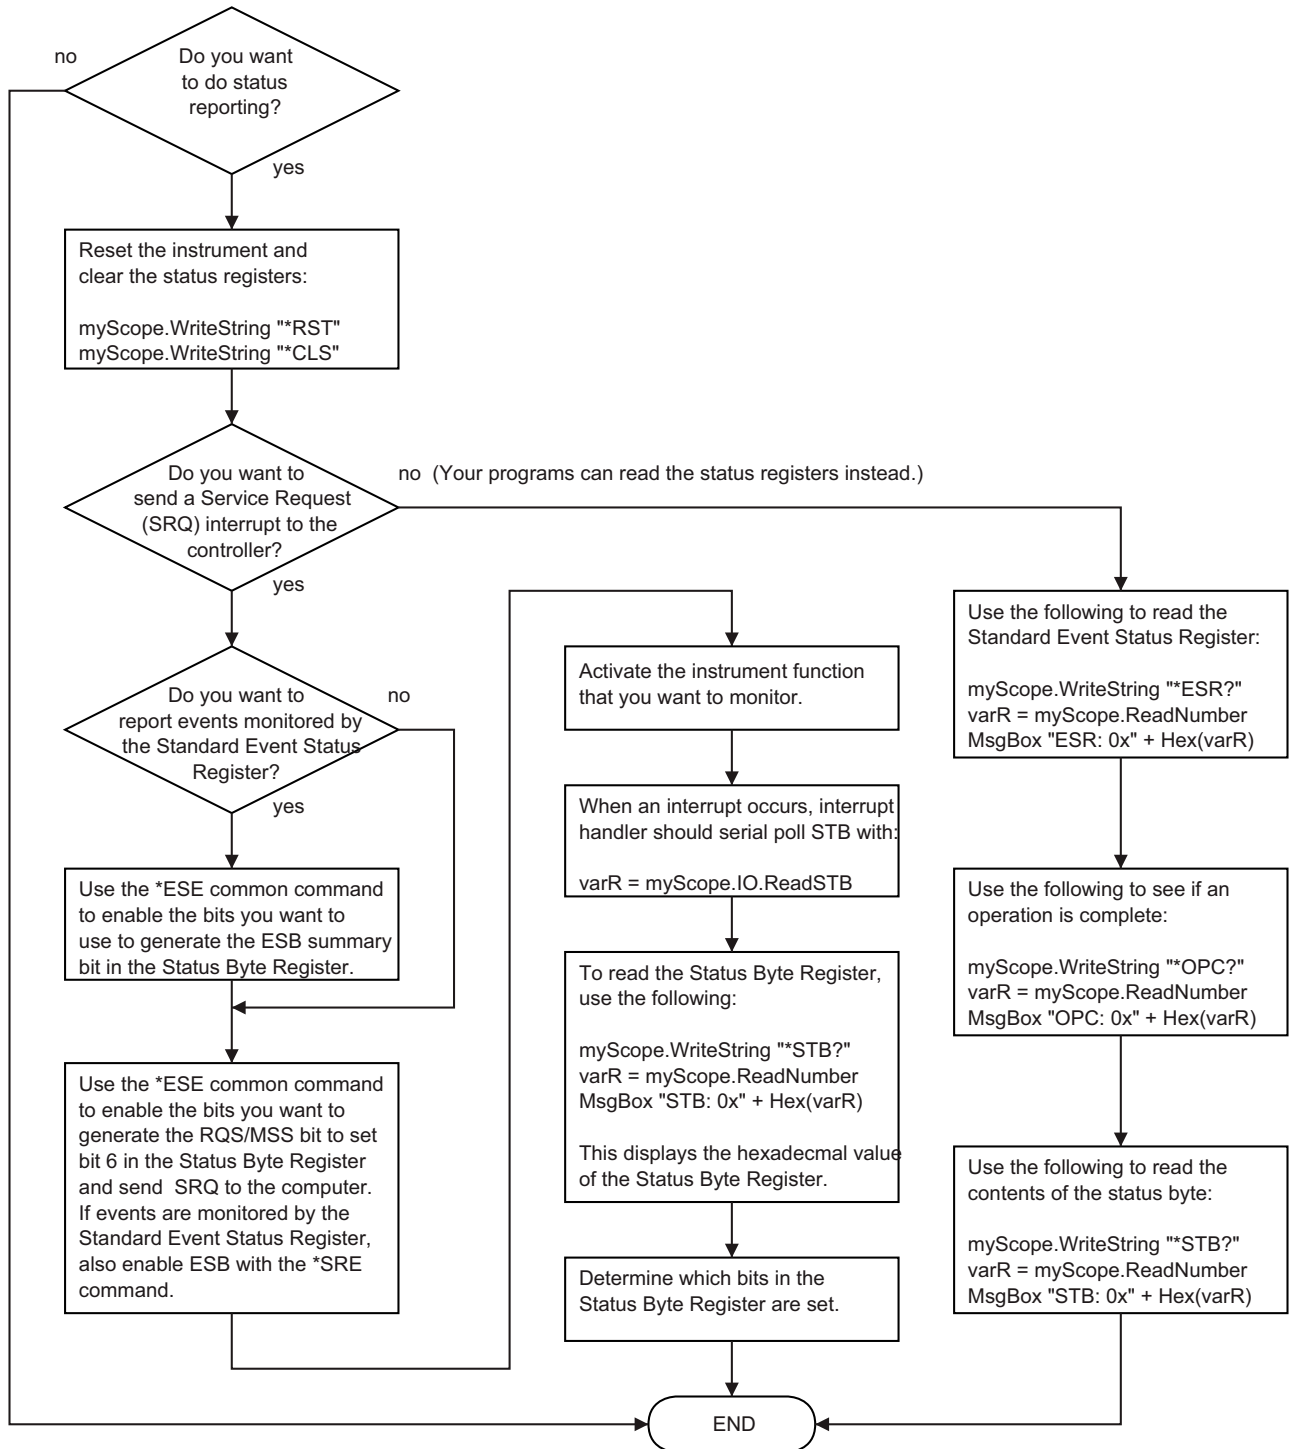 no
Do you want
to do status
reporting?
yes
Reset the instrument and
clear the status registers:
myScope.WriteString "*RST"
myScope.WriteString "*CLS"
Do you want to
send a Service Request
(SRQ) interrupt to the
controller?
no (Your programs can read the status registers instead.)
yes
Do you want to
report events monitored by
the Standard Event Status
Register?
no
yes
Use the *ESE common command
to enable the bits you want to
use to generate the ESB summary
bit in the Status Byte Register.
Use the *ESE common command
to enable the bits you want to
generate the RQS/MSS bit to set
bit 6 in the Status Byte Register
and send SRQ to the computer.
If events are monitored by the
Standard Event Status Register,
also enable ESB with the *SRE
command.
Activate the instrument function
that you want to monitor.
When an interrupt occurs, interrupt
handler should serial poll STB with:
varR = myScope.IO.ReadSTB
To read the Status Byte Register,
use the following:
myScope.WriteString "*STB?"
varR = myScope.ReadNumber
MsgBox "STB: 0x" + Hex(varR)
This displays the hexadecmal value
of the Status Byte Register.
Determine which bits in the
Status Byte Register are set.
Use the following to read the
Standard Event Status Register:
myScope.WriteString "*ESR?"
varR = myScope.ReadNumber
MsgBox "ESR: 0x" + Hex(varR)
Use the following to see if an
operation is complete:
myScope.WriteString "*OPC?"
varR = myScope.ReadNumber
MsgBox "OPC: 0x" + Hex(varR)
Use the following to read the
contents of the status byte:
myScope.WriteString "*STB?"
varR = myScope.ReadNumber
MsgBox "STB: 0x" + Hex(varR)
END